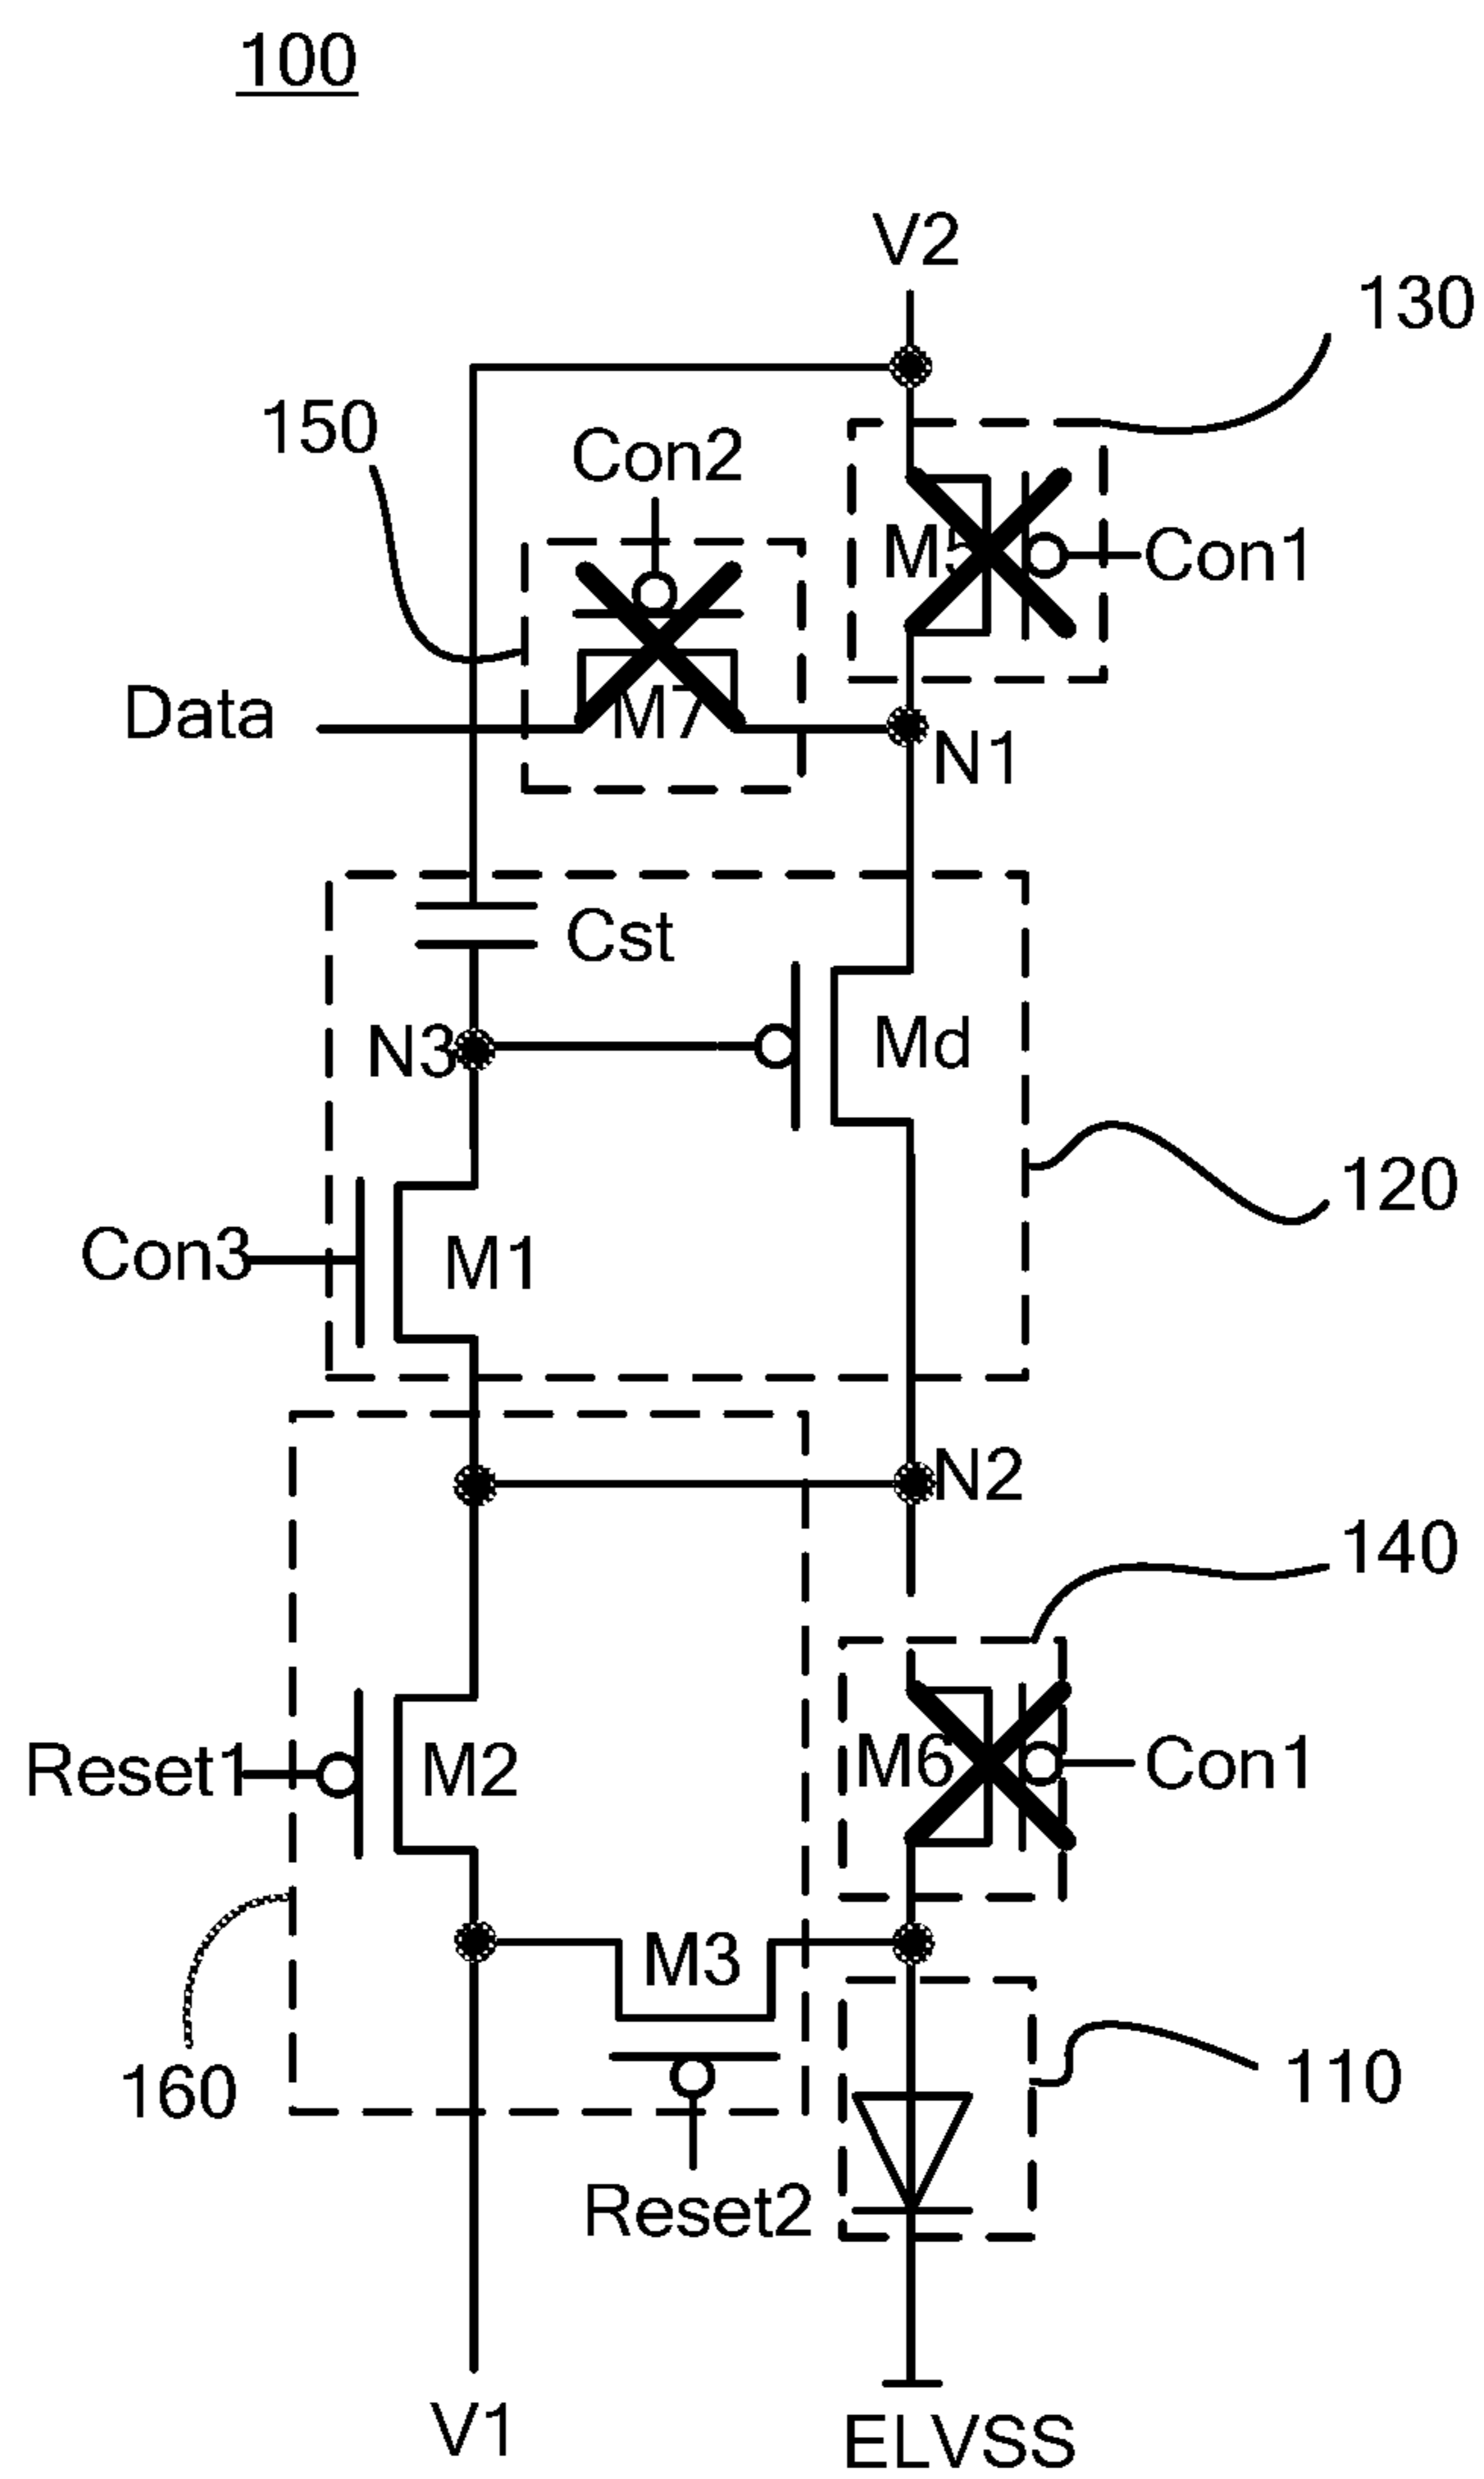 100
V2
130
150
Con2
M5
Con1
Data
M7
N1
Cst
N3
Md
120
Con3
M1
N2
140
Reset1
M2
M6
Con1
M3
160
110
Reset2
V1
ELVSS